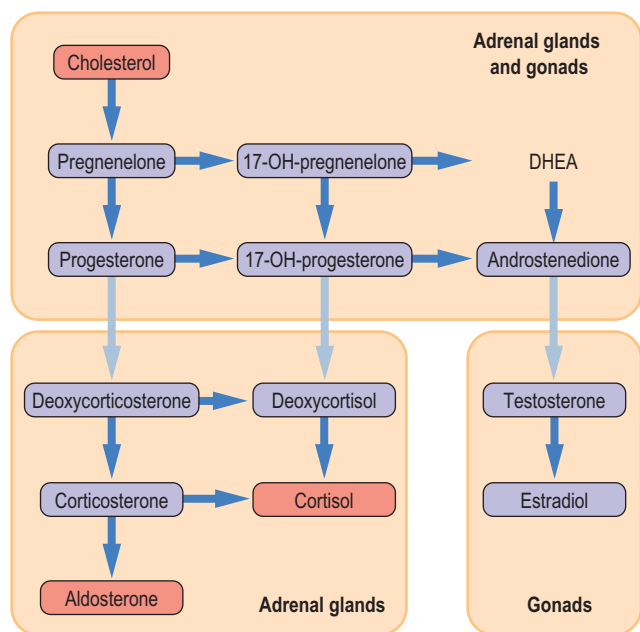 Adrenal glands
and gonads
Cholesterol
Pregnenelone
17-OH-pregnenelone
DHEA
Progesterone
17-OH-progesterone
Androstenedione
Deoxycorticosterone
Deoxycortisol
Testosterone
Corticosterone
Cortisol
Estradiol
Aldosterone
Adrenal glands
Gonads